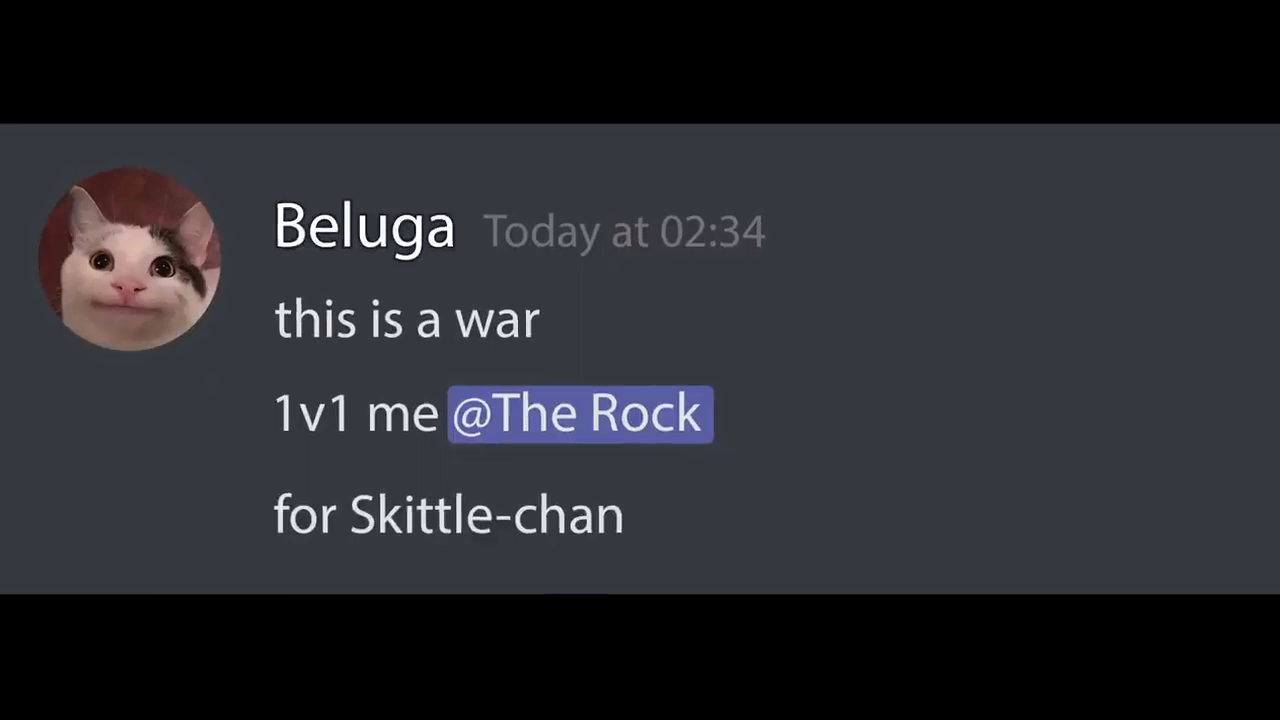 Beluga Today at 02:34
this is a war
1v1 me @The Rock
for Skittle-chan